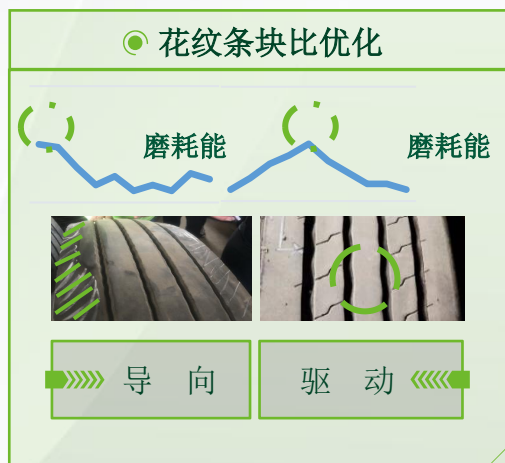 花纹条块比优化
磨耗能
磨耗能
导 向
驱 动